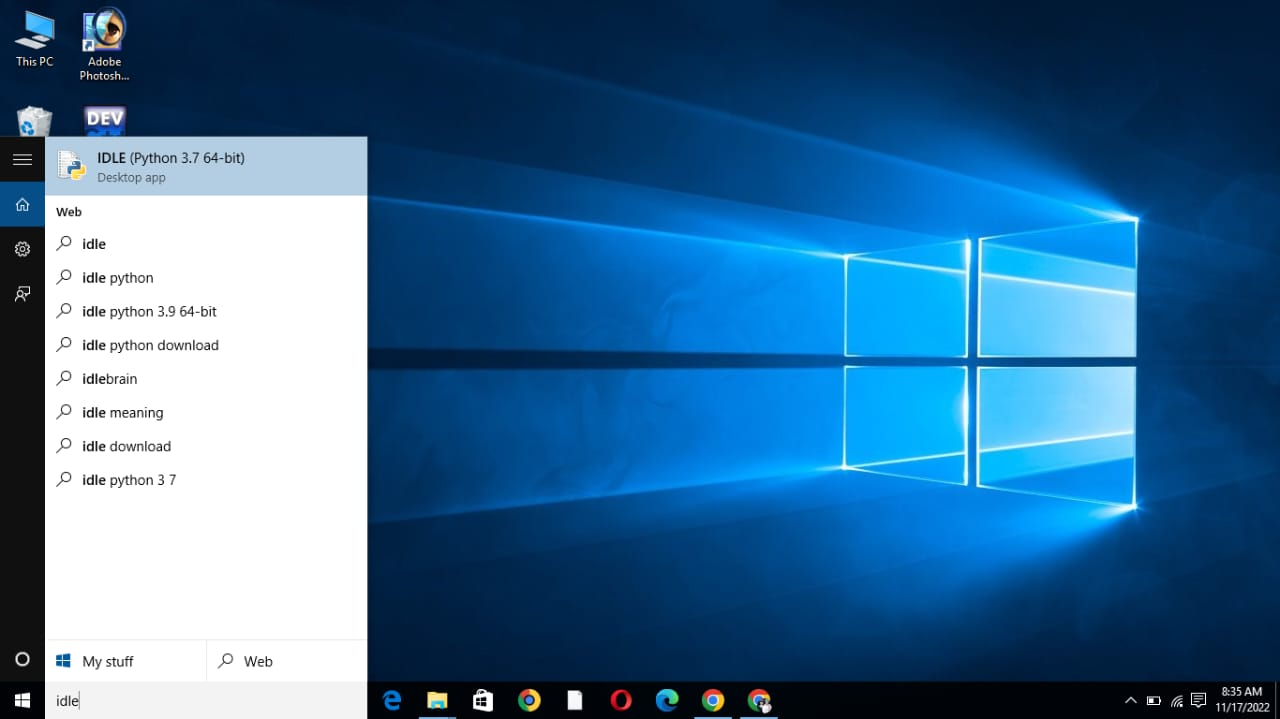 This PC
Adobe
Photosh...
DEV
IDLE (Python 3.7 64-bit)
Desktop app
Web
idle
idle python
idle python 3.9 64-bit
idle python download
idlebrain
idle meaning
idle download
idle python 3 7
My stuff
Web
idle
8:35 AM
11/17/2022